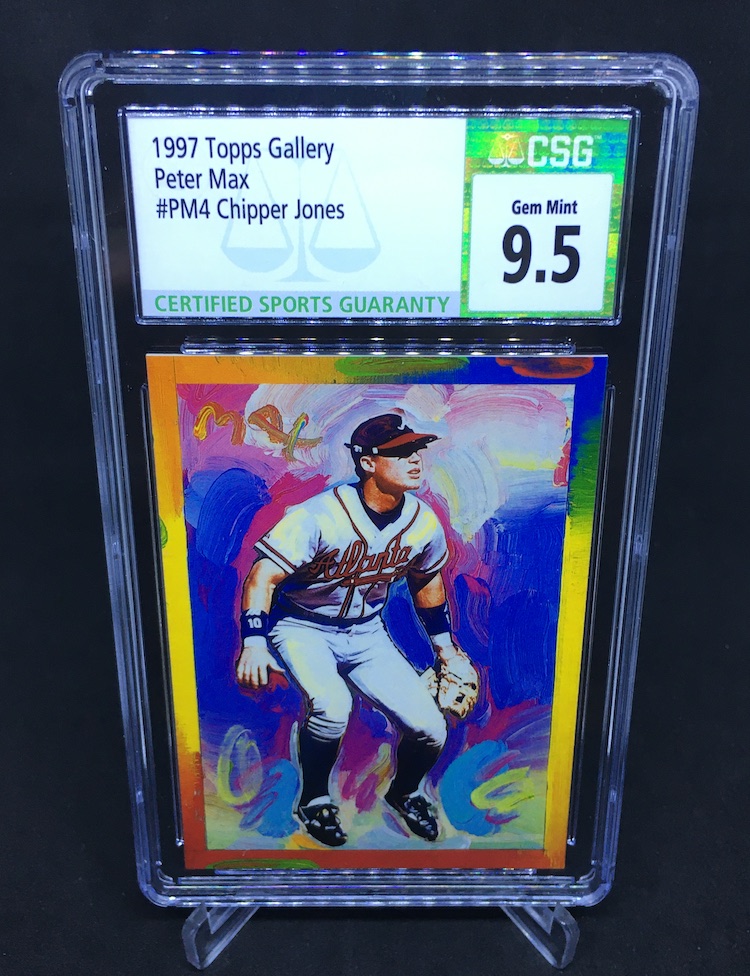 1997 Topps Gallery
Peter Max
#PM4 Chipper Jones
CERTIFIED SPORTS GUARANTY
CSG
Gem Mint
9.5
Max
Atlanta
10